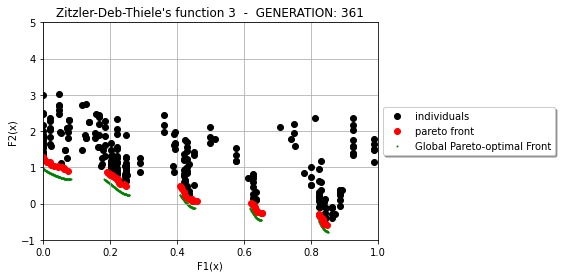 Zitzler-Deb-Thiele's function 3 - GENERATION: 361
5
4
3
2
1
0
−1
F2(x)
0.0 0.2 0.4 0.6 0.8 1.0
F1(x)
individuals
pareto front
Global Pareto-optimal Front